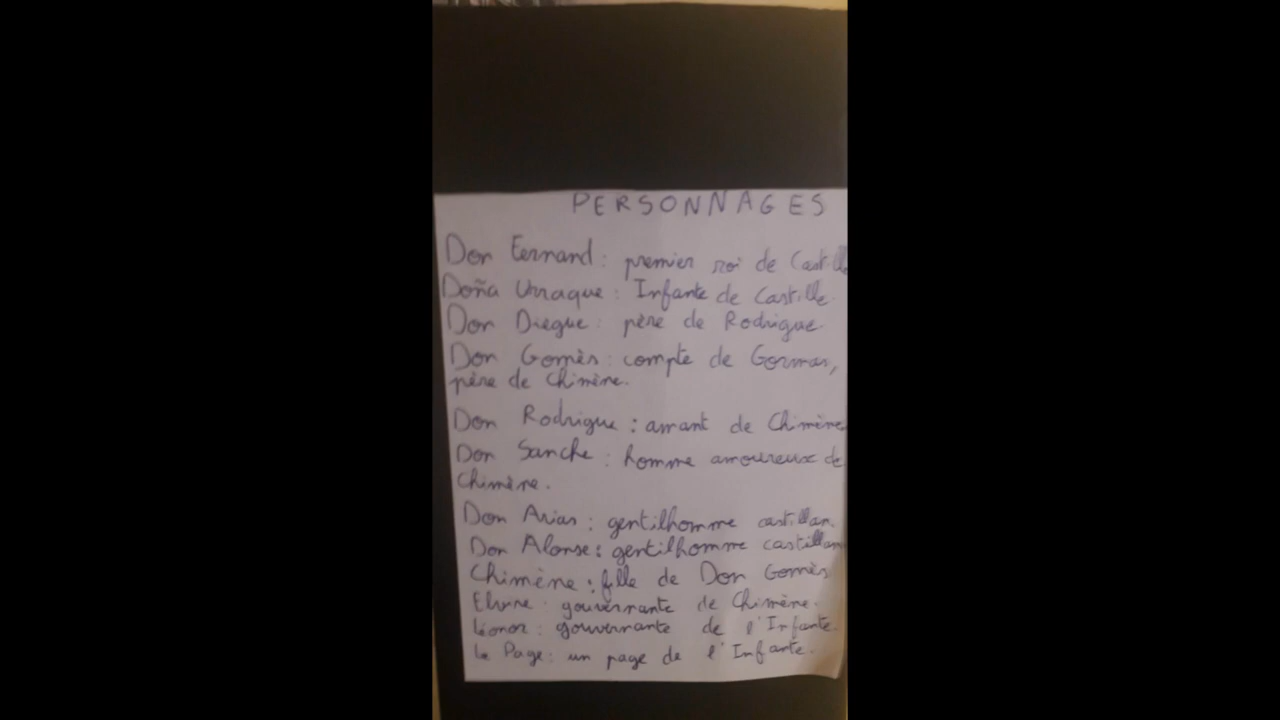 PERSONNAGES
Don Fernand : premier roi de Castille
Doña Urraque : Infante de Castille.
Don Diègue : père de Rodrigue
Don Gomès : compte de Gormas,
père de Chimène.
Don Rodrigue : amant de Chimène
Don Sanche : homme amoureux de
Chimène.
Don Arias : gentilhomme castillan.
Don Alonse : gentilhomme castillan
Chimène : fille de Don Gomès
Elvire : gouvernante de Chimène.
Léonor : gouvernante de l'Infante.
Le Page : un page de l'Infante.